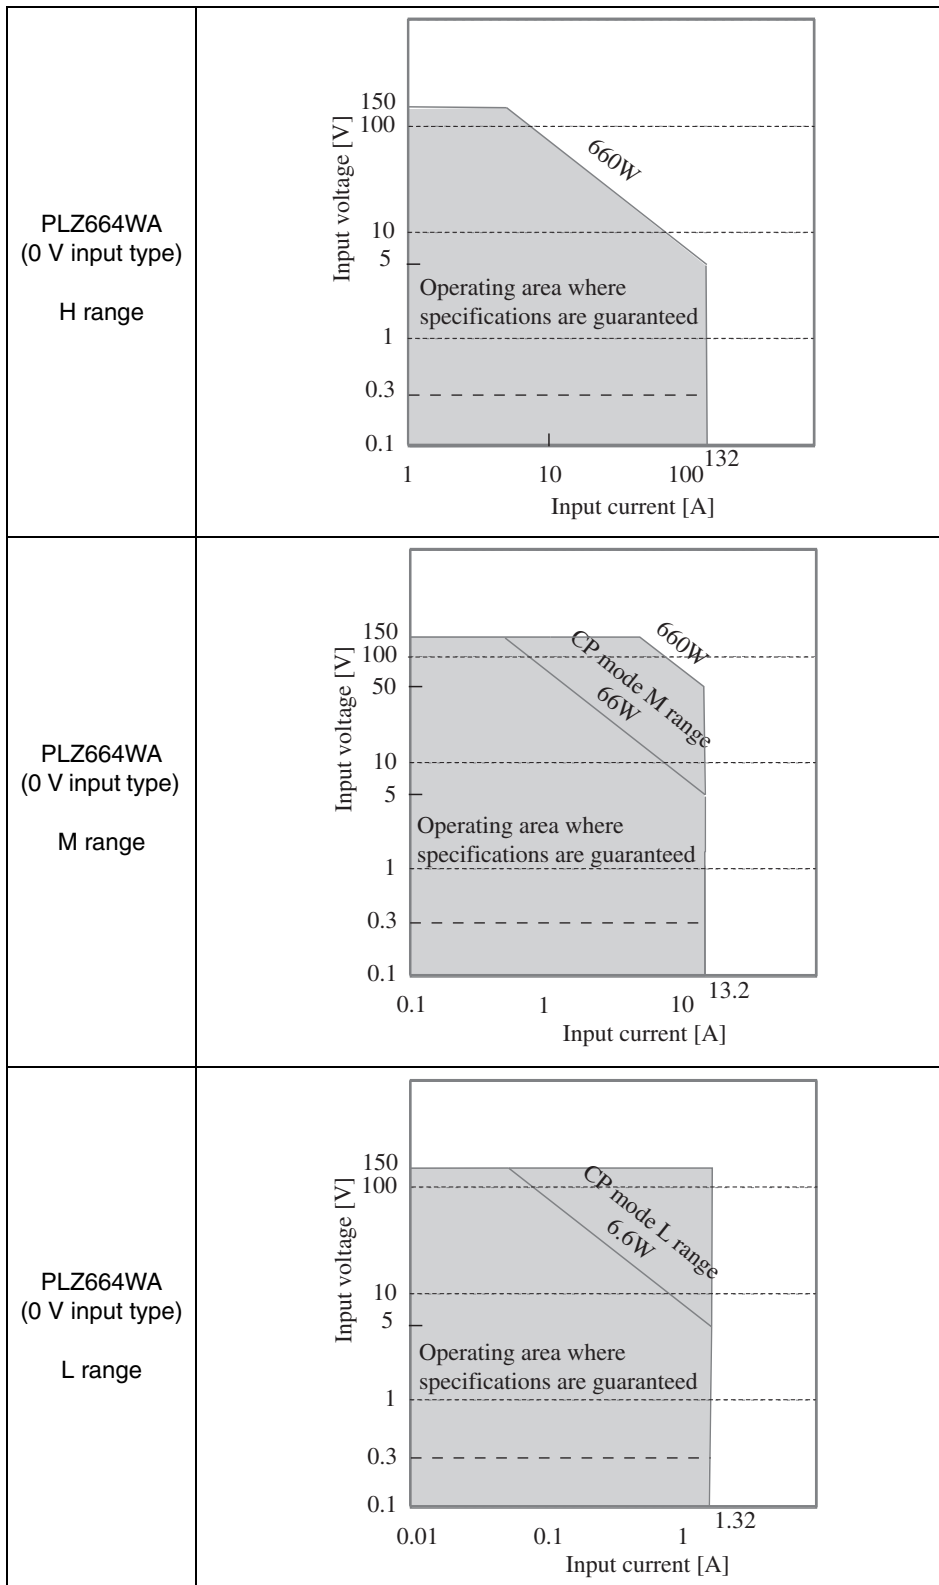 PLZ664WA
(0 V input type)
H range
Input voltage [V]
150
100
10
5
1
0.3
0.1
660W
Operating area where
specifications are guaranteed
1
10
100
132
Input current [A]
PLZ664WA
(0 V input type)
M range
Input voltage [V]
150
100
50
10
5
1
0.3
0.1
660W
CP mode M range
66W
Operating area where
specifications are guaranteed
0.1
1
10
13.2
Input current [A]
PLZ664WA
(0 V input type)
L range
Input voltage [V]
150
100
10
5
1
0.3
0.1
CP mode L range
6.6W
Operating area where
specifications are guaranteed
0.01
0.1
1
1.32
Input current [A]